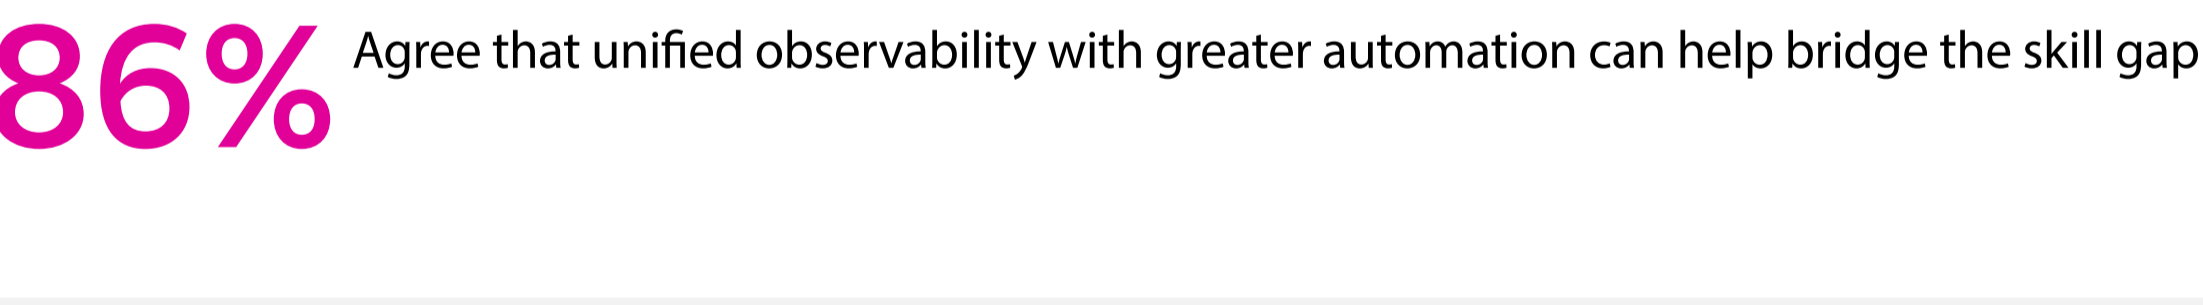 86% Agree that unified observability with greater automation can help bridge the skill gap